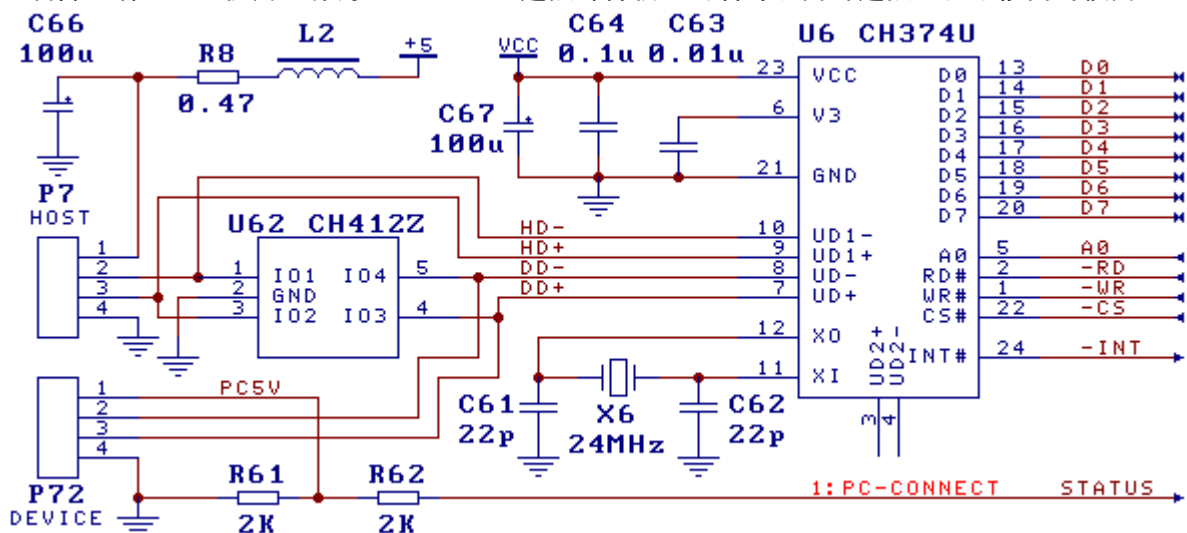 C66
100u
R8
0.47
L2
+5
VCC
C64
0.1u
C63
0.01u
C67
100u
U6 CH374U
23 VCC
6 V3
21 GND
10 UD1-
9 UD1+
8 UD-
7 UD+
12 XO
11 XI
D0 13 D0
D1 14 D1
D2 15 D2
D3 16 D3
D4 17 D4
D5 18 D5
D6 19 D6
D7 20 D7
A0 5 A0
RD# 2 -RD
WR# 1 -WR
CS# 22 -CS
INT# 24 -INT
UD2+ 3
UD2- 4
HD-
HD+
DD-
DD+
P7
HOST
1
2
3
4
U62 CH412Z
1 IO1 IO4 5
2 GND
3 IO2 IO3 4
C61
22p
X6
24MHz
C62
22p
1 PC5V
2
3
4
P72
DEVICE
R61
2K
R62
2K
1:PC-CONNECT STATUS